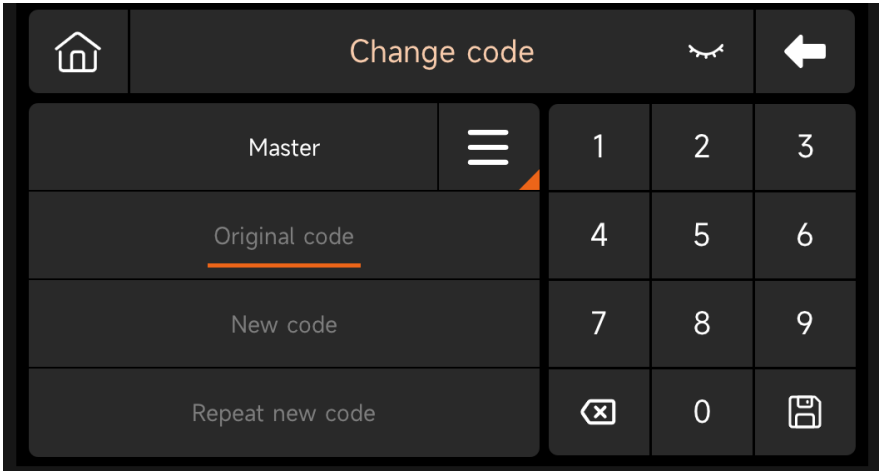 Change code
Master
Original code
New code
Repeat new code
1 2 3
4 5 6
7 8 9
0